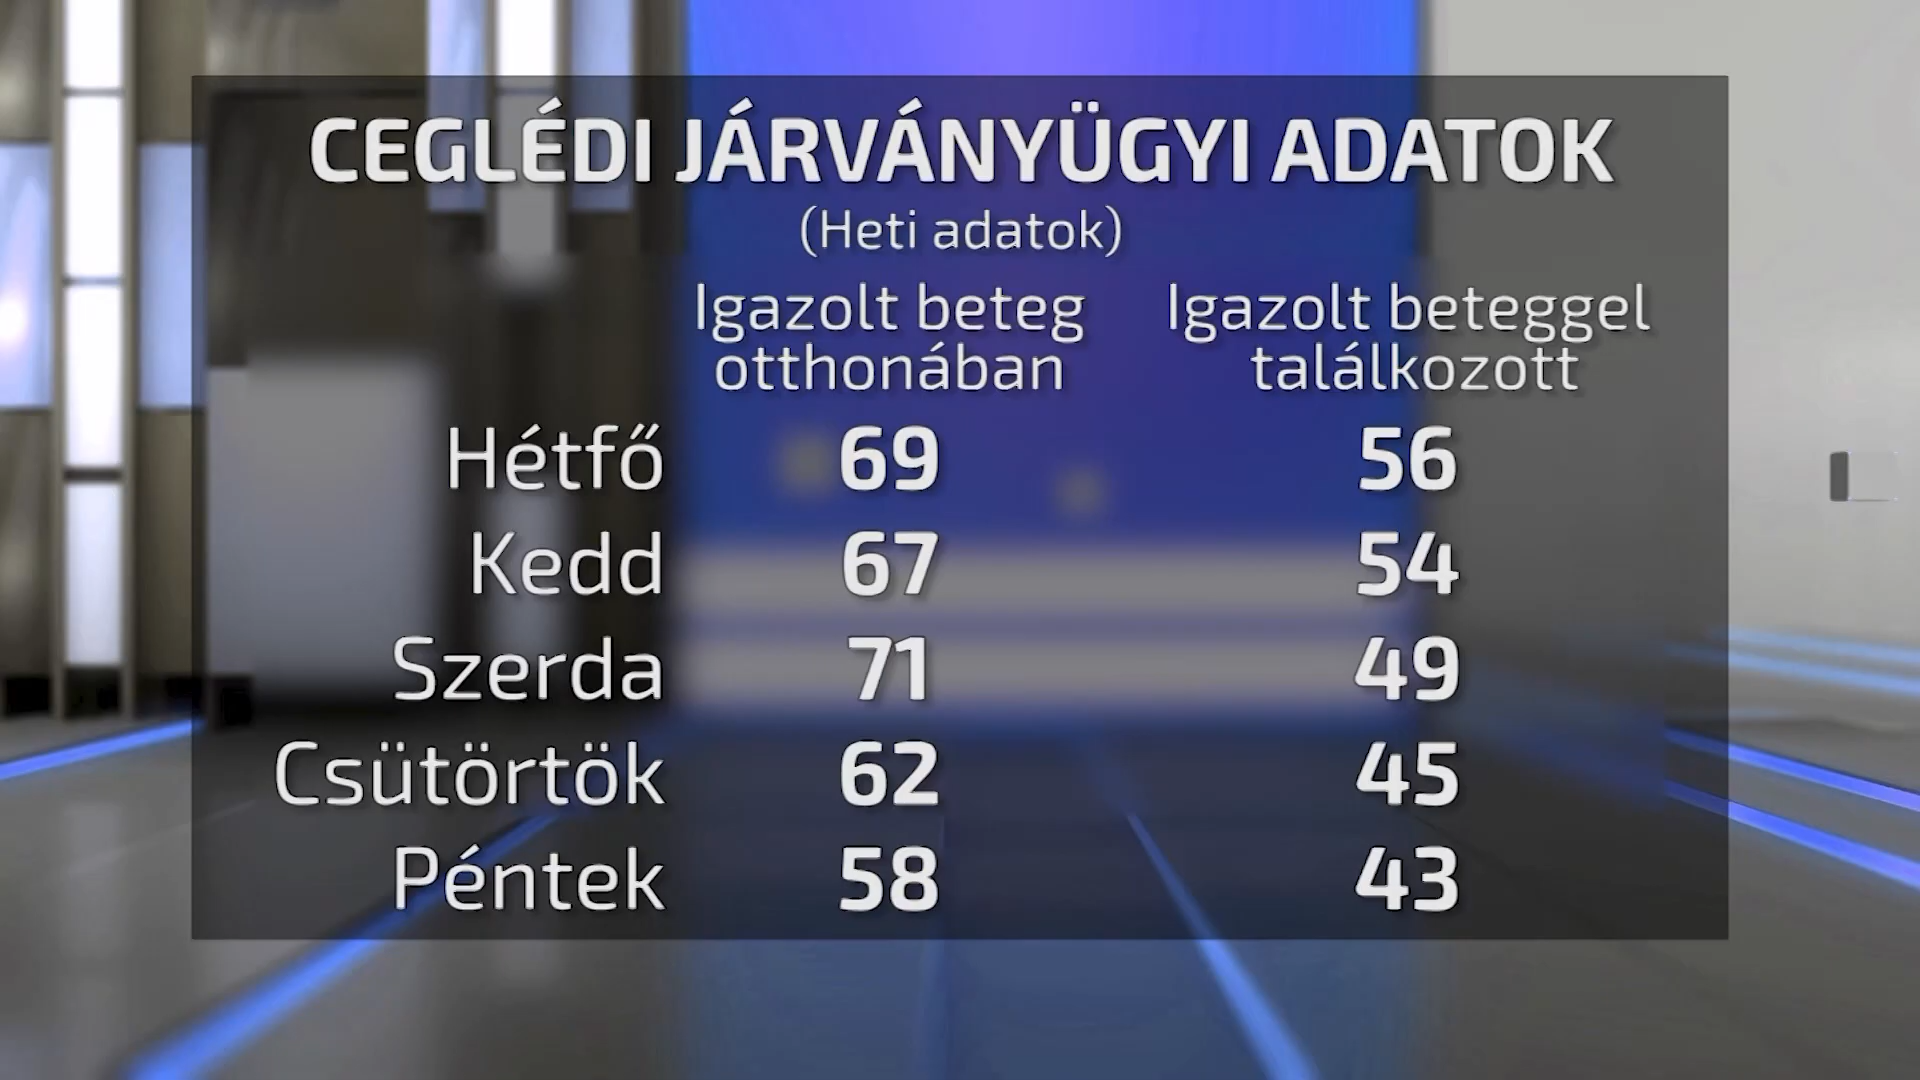 CEGLÉDI JÁRVÁNYÜGYI ADATOK
(Heti adatok)
Igazolt beteg otthonában
Igazolt beteggel találkozott
Hétfő 69 56
Kedd 67 54
Szerda 71 49
Csütörtök 62 45
Péntek 58 43